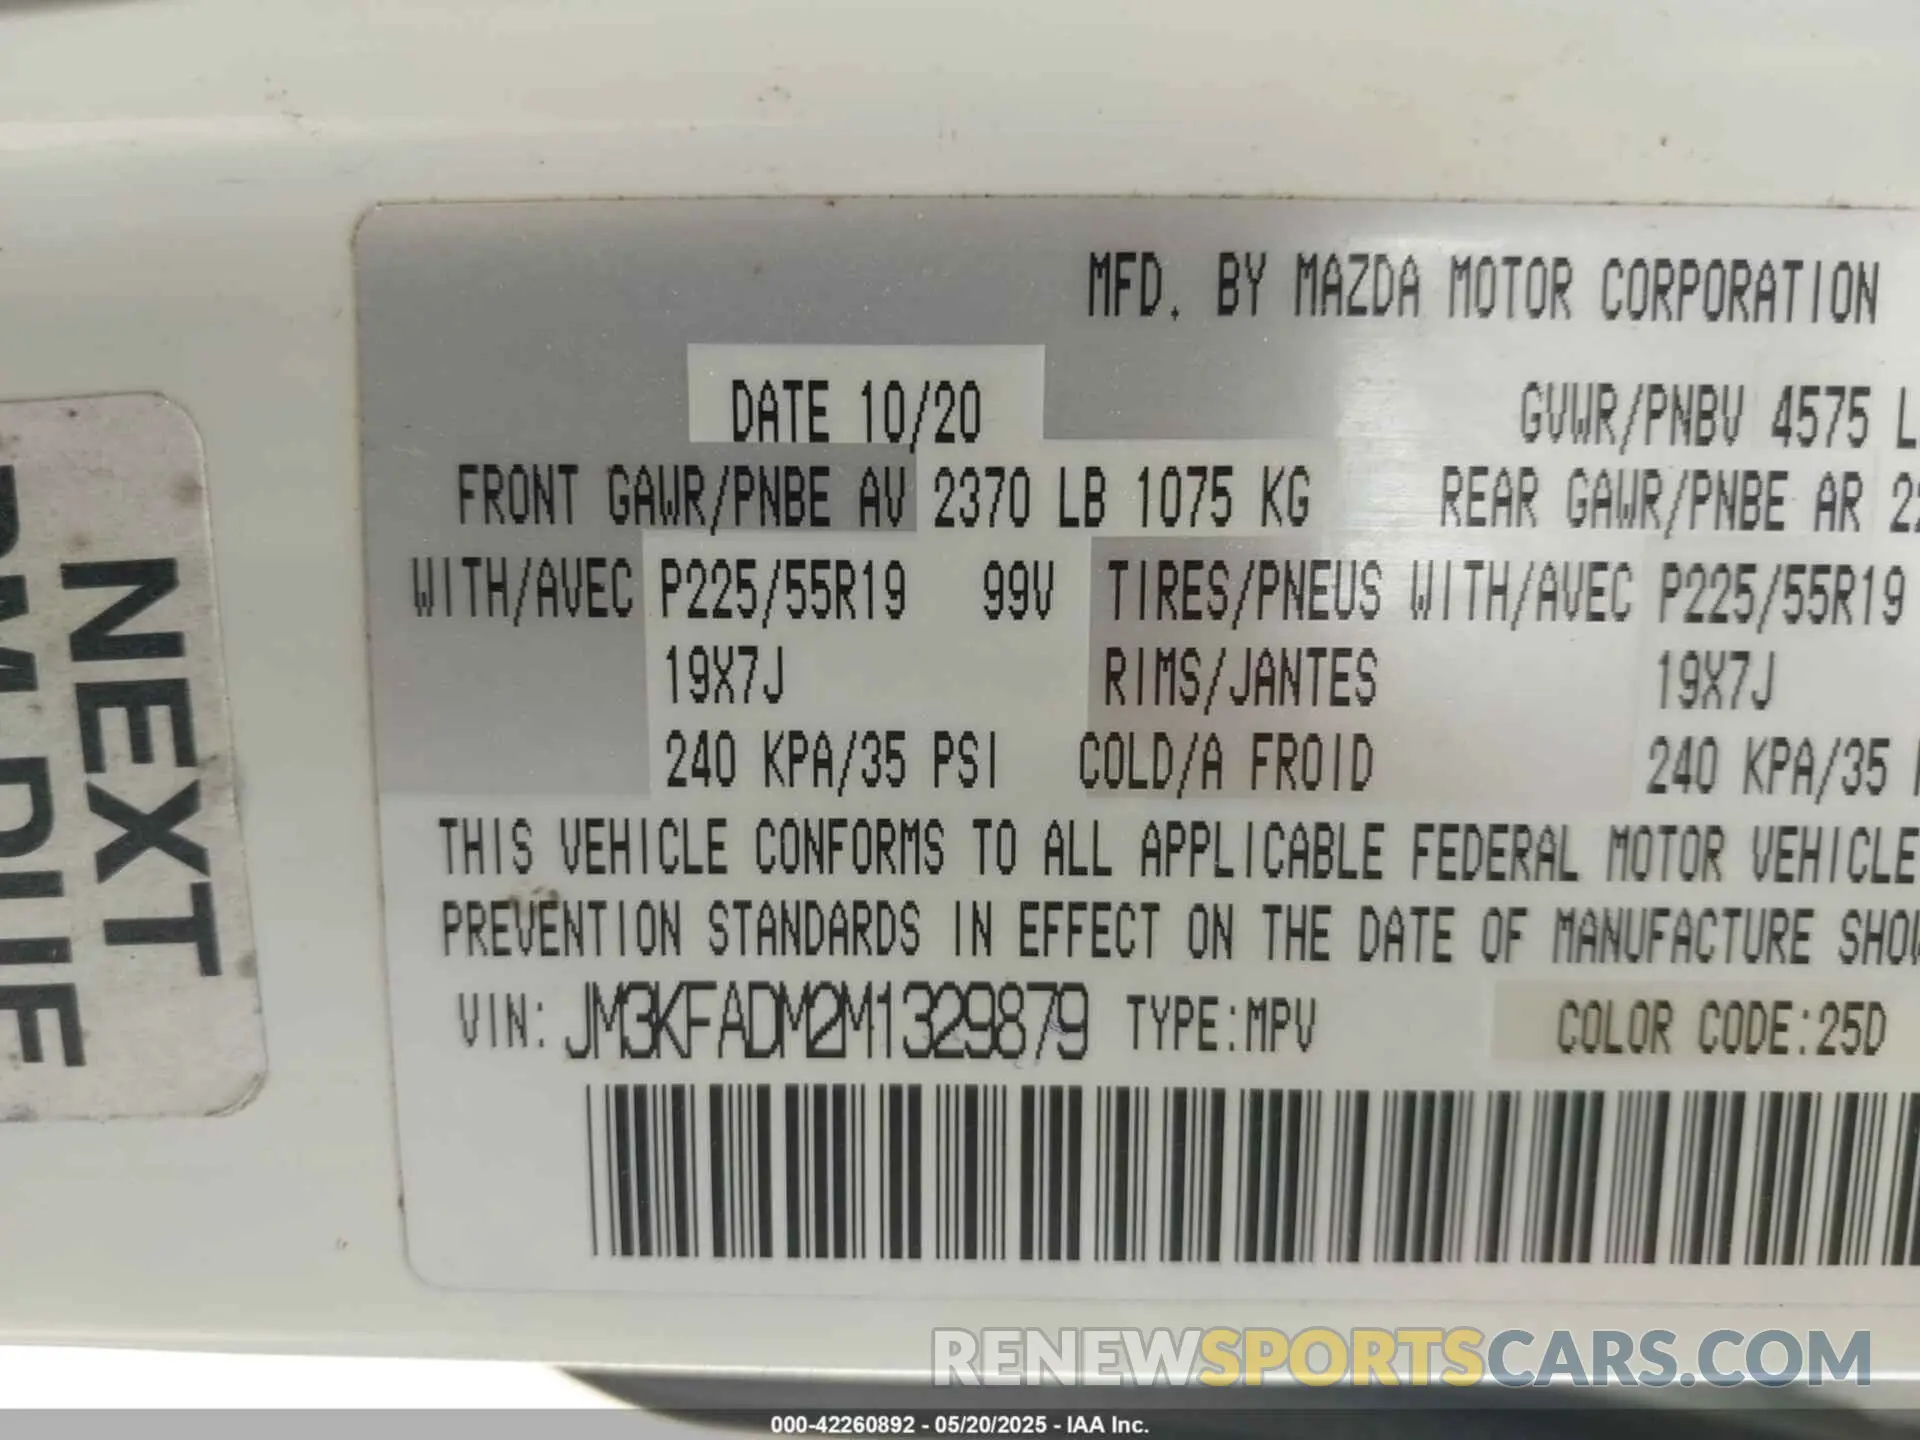 MFD. BY MAZDA MOTOR CORPORATION
DATE 10/20 GVWR/PNBV 4575 L
FRONT GAWR/PNBE AV 2370 LB 1075 KG REAR GAWR/PNBE AR 22
WITH/AVEC P225/55R19 99V TIRES/PNEUS WITH/AVEC P225/55R19
19X7J RIMS/JANTES 19X7J
240 KPA/35 PSI COLD/A FROID 240 KPA/35
THIS VEHICLE CONFORMS TO ALL APPLICABLE FEDERAL MOTOR VEHICLE
PREVENTION STANDARDS IN EFFECT ON THE DATE OF MANUFACTURE SHOW
VIN: JM3KFADM2M1329879 TYPE:MPV COLOR CODE:25D
NEXT
RENEWSPORTSCARS.COM
000-42260892 - 05/20/2025 - IAA Inc.